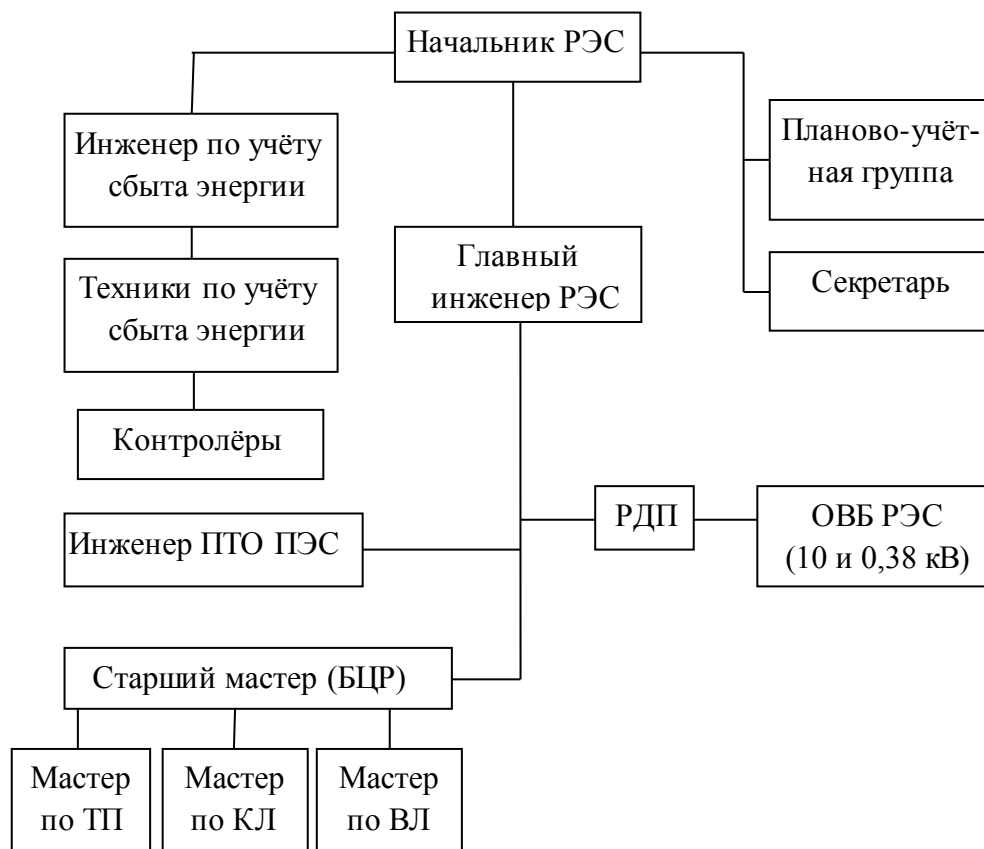 Начальник РЭС
Инженер по учёту
сбыта энергии
Планово-учёт-
ная группа
Главный
инженер РЭС
Техники по учёту
сбыта энергии
Секретарь
Контролёры
Инженер ПТО ПЭС
РДП
ОВБ РЭС
(10 и 0,38 кВ)
Старший мастер (БЦР)
Мастер
по ТП
Мастер
по КЛ
Мастер
по ВЛ